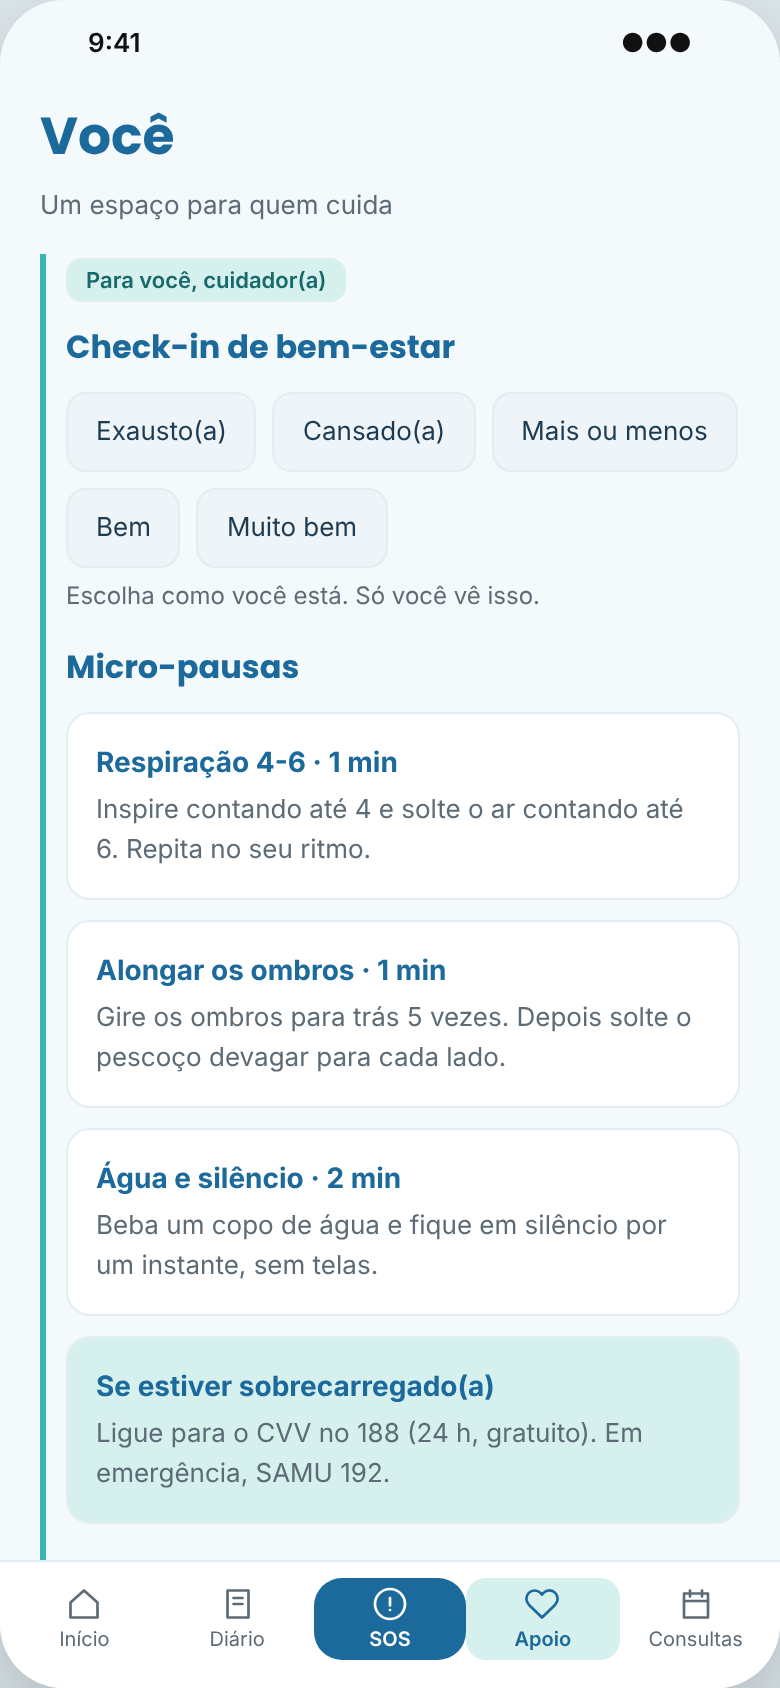 9:41
Você
Um espaço para quem cuida
Para você, cuidador(a)
Check-in de bem-estar
Exausto(a)
Cansado(a)
Mais ou menos
Bem
Muito bem
Escolha como você está. Só você vê isso.
Micro-pausas
Respiração 4-6 · 1 min
Inspire contando até 4 e solte o ar contando até
6. Repita no seu ritmo.
Alongar os ombros · 1 min
Gire os ombros para trás 5 vezes. Depois solte o
pescoço devagar para cada lado.
Água e silêncio · 2 min
Beba um copo de água e fique em silêncio por
um instante, sem telas.
Se estiver sobrecarregado(a)
Ligue para o CVV no 188 (24 h, gratuito). Em
emergência, SAMU 192.
Início
Diário
SOS
Apoio
Consultas